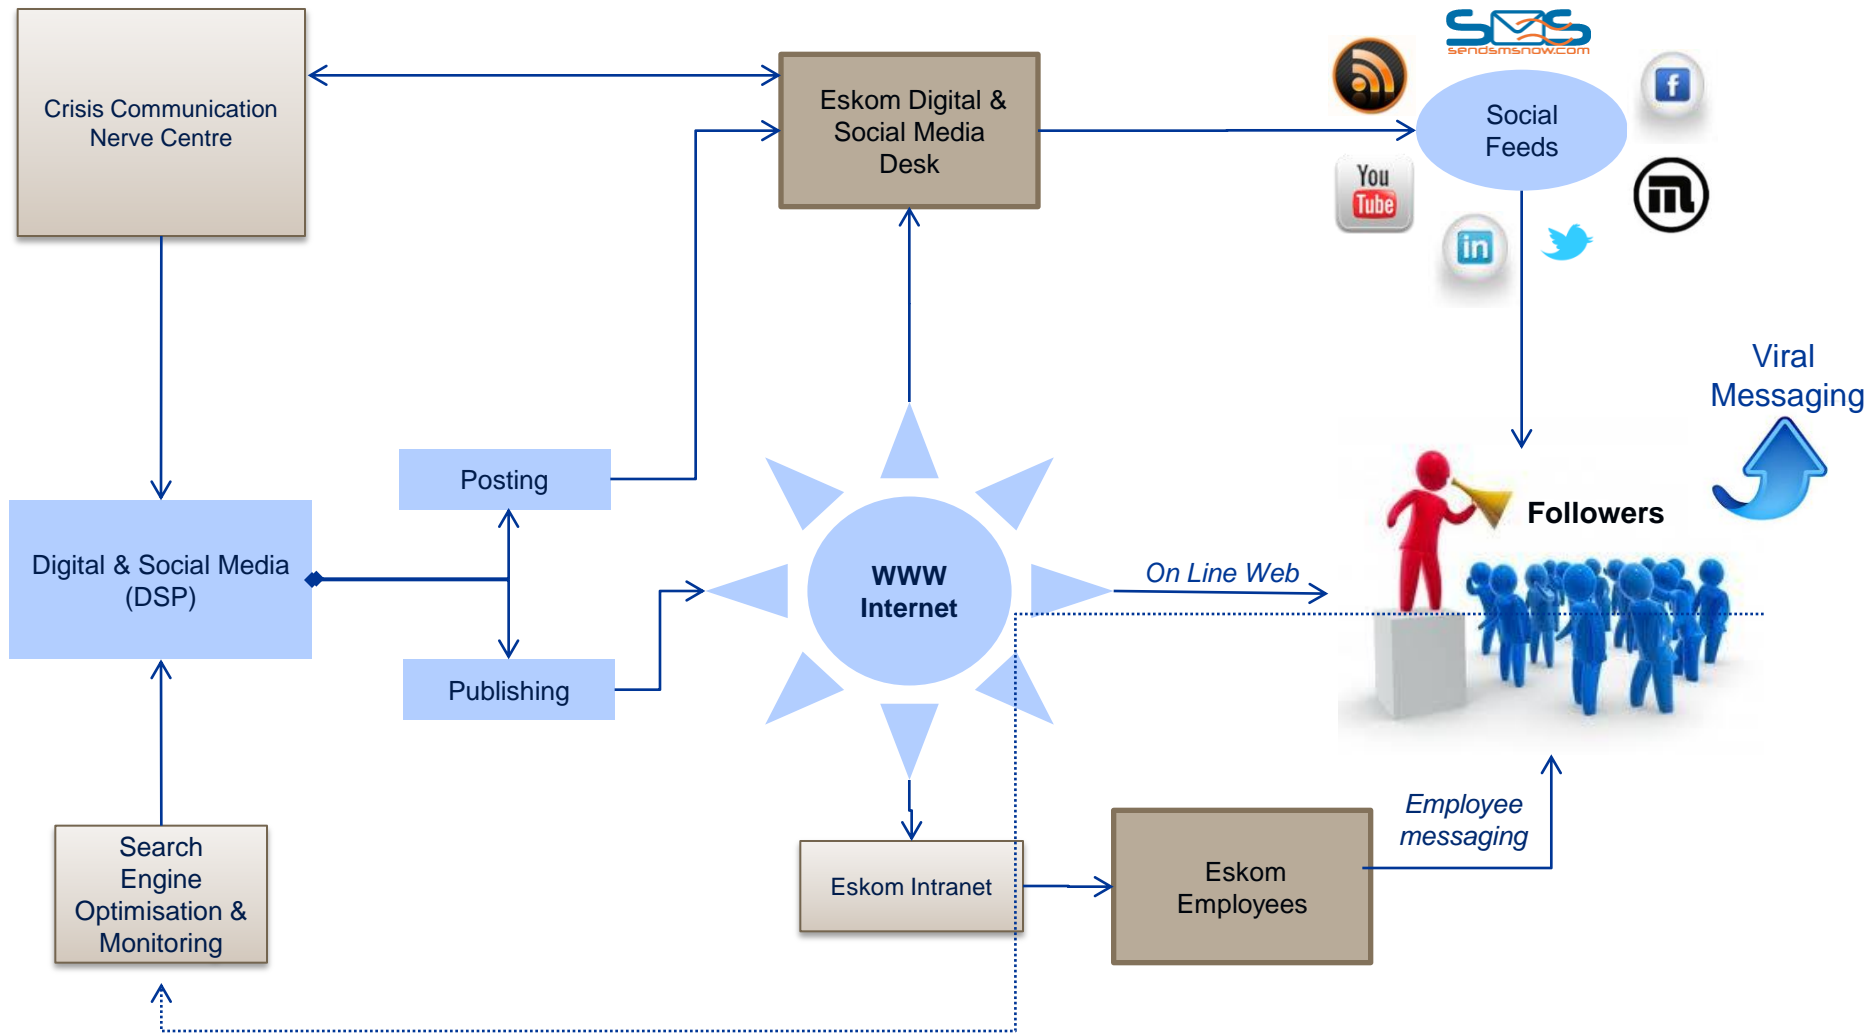 Crisis Communication
Nerve Centre
Eskom Digital &
Social Media
Desk
SMS
sendsmsnow.com
Social
Feeds
f
You
Tube
m
in
Viral
Messaging
Posting
Followers
Digital & Social Media
(DSP)
WWW
Internet
On Line Web
Publishing
Search
Engine
Optimisation &
Monitoring
Eskom Intranet
Eskom
Employees
Employee
messaging